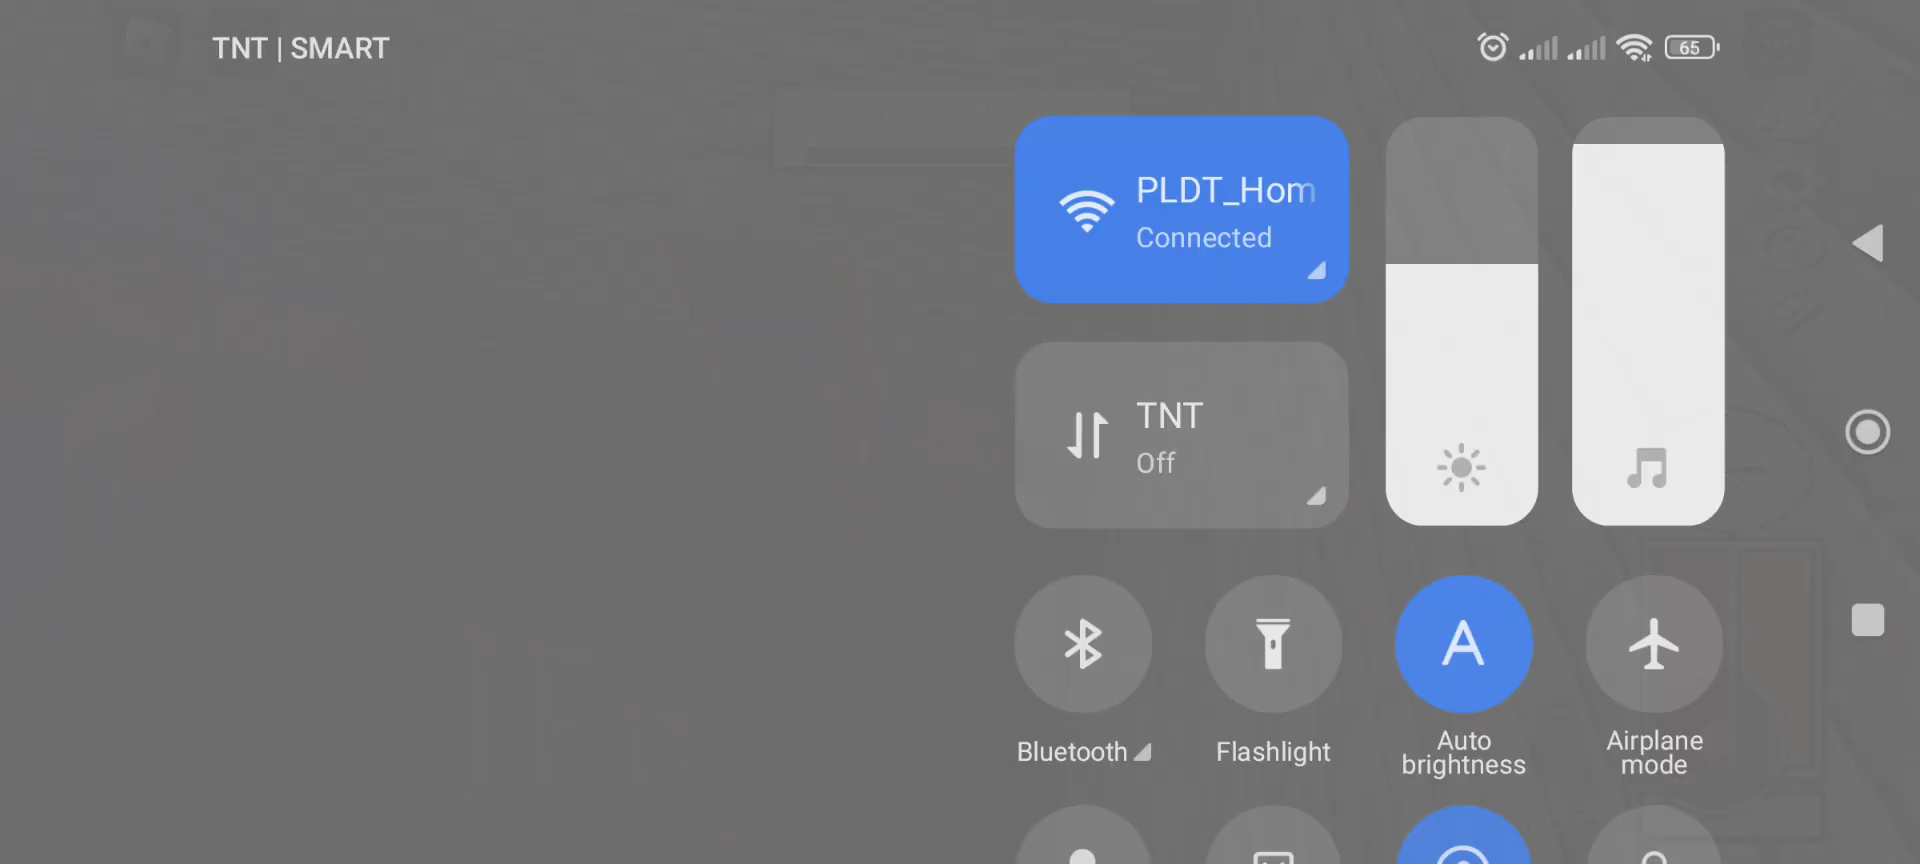 TNT | SMART
65
PLDT_Hom
Connected
TNT
Off
Bluetooth
Flashlight
Auto
brightness
Airplane
mode